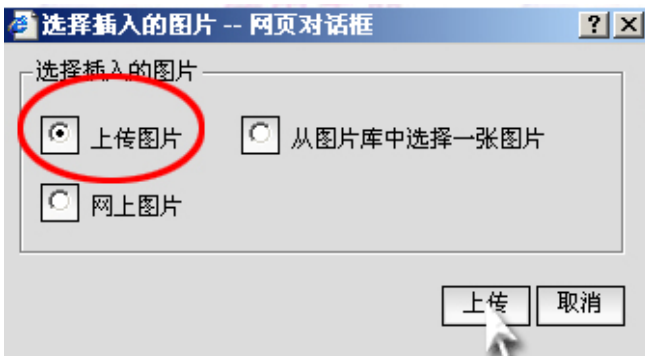 选择插入的图片 -- 网页对话框
选择插入的图片
上传图片 从图片库中选择一张图片
网上图片
上传 取消